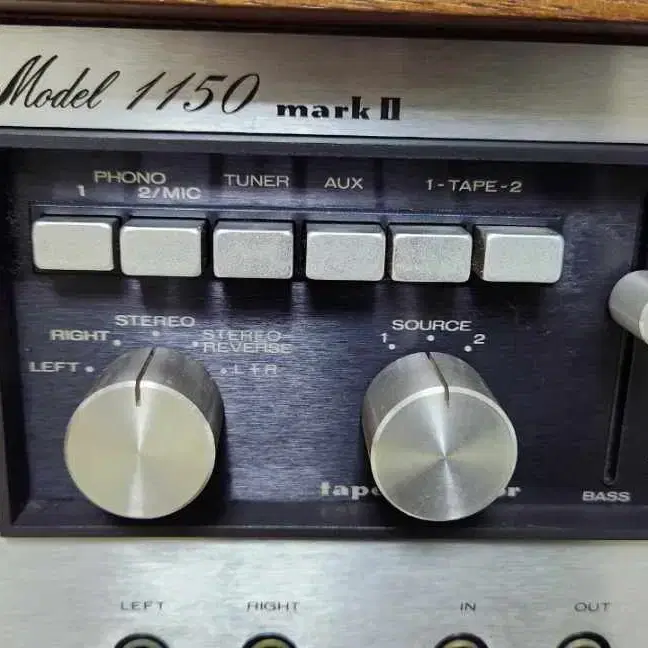 Model 1150 mark II
PHONO TUNER AUX 1-TAPE-2
1 2/MIC
STEREO SOURCE
RIGHT STEREO- 1 2
REVERSE
LEFT L+R
BASS
LEFT RIGHT IN OUT